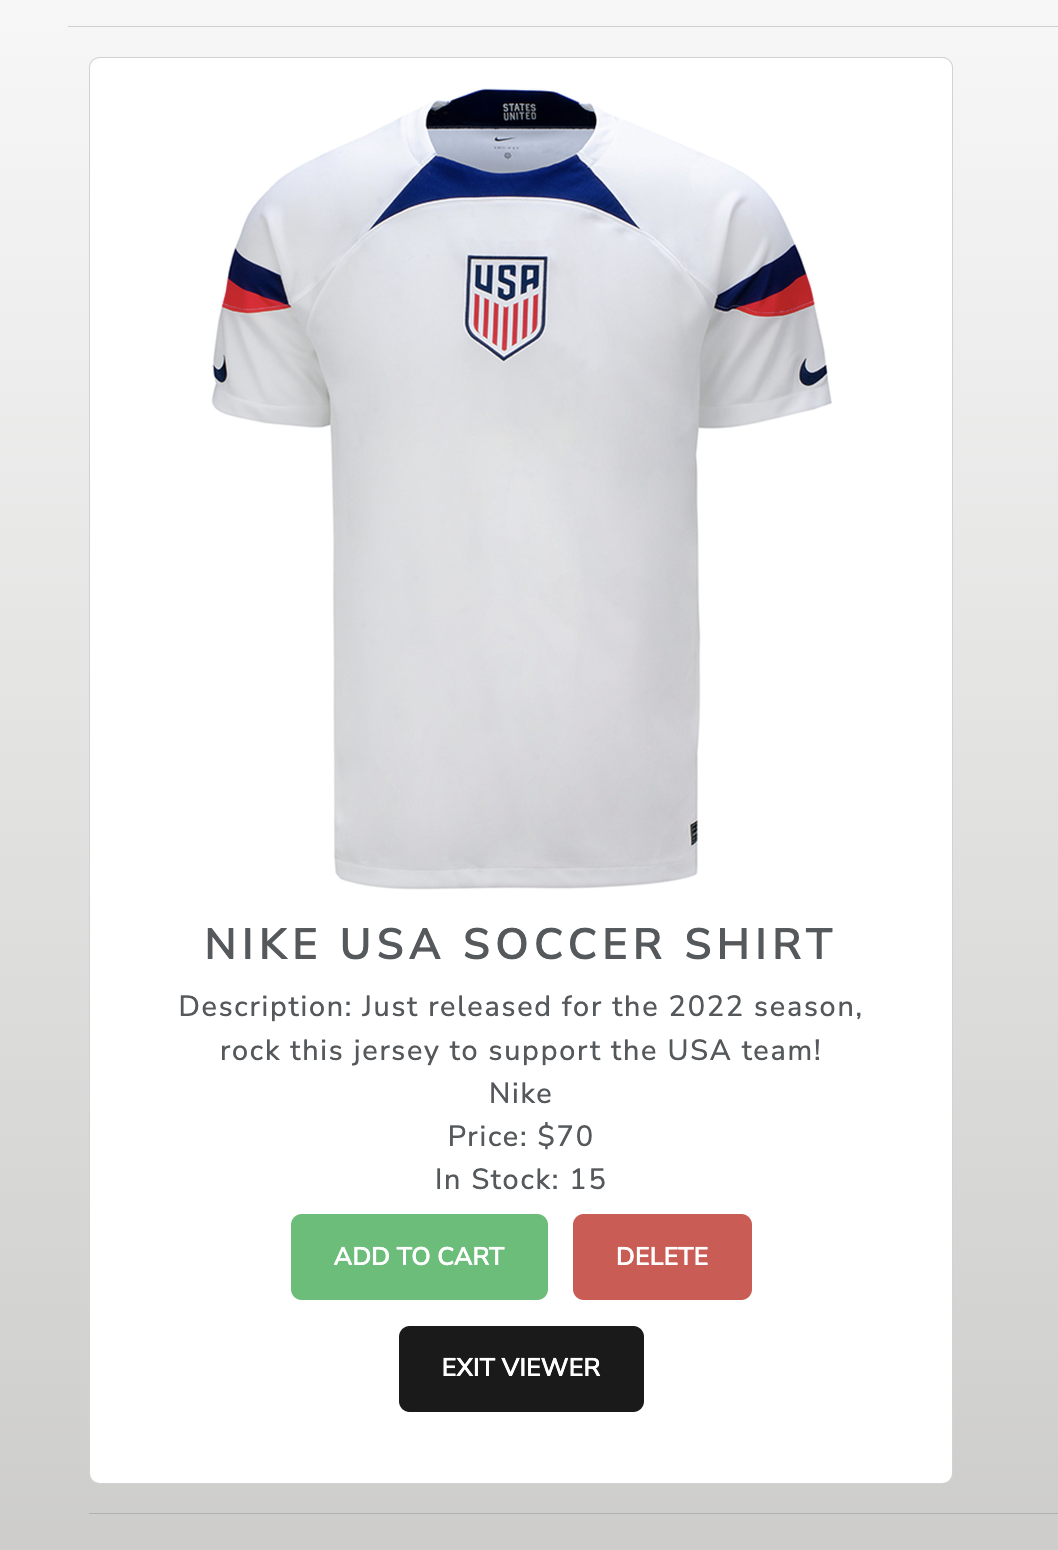 STATES
UNITED
USA
NIKE USA SOCCER SHIRT
Description: Just released for the 2022 season,
rock this jersey to support the USA team!
Nike
Price: $70
In Stock: 15
ADD TO CART
DELETE
EXIT VIEWER